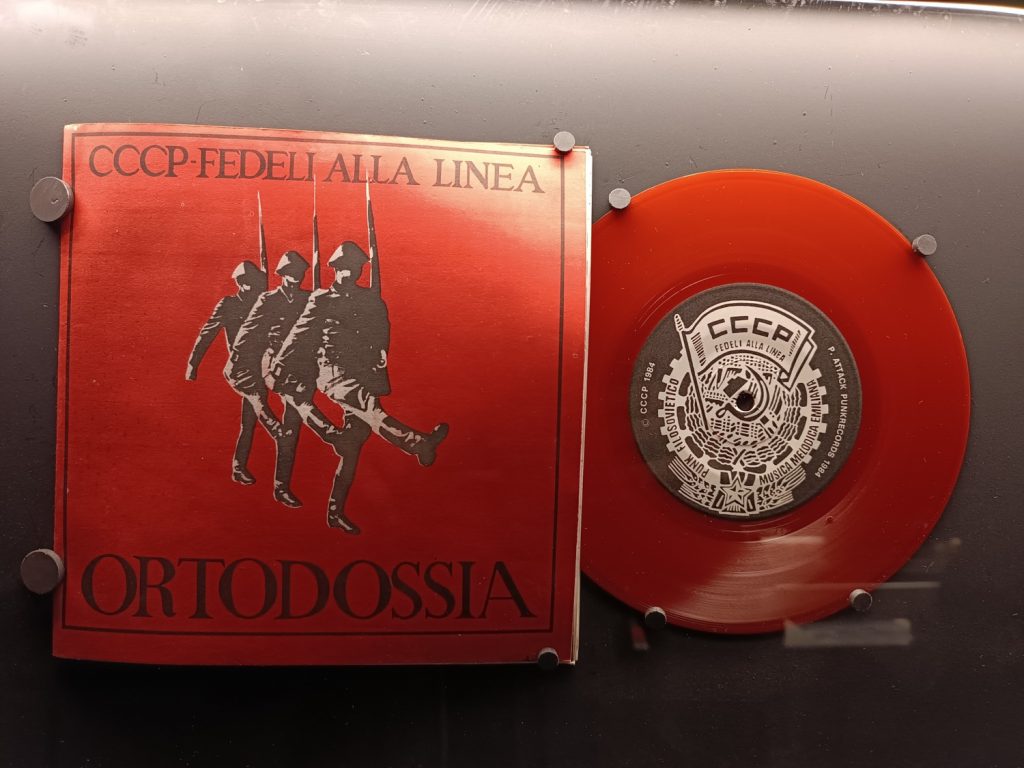 CCCP-FEDELI ALLA LINEA
ORTODOSSIA
CCCP
FEDELI ALLA LINEA
PUNK FILOSOVIETICO
MUSICA MELODICA EMILIANA
© CCCP 1984
P. ATTACK PUNKRECORDS 1984